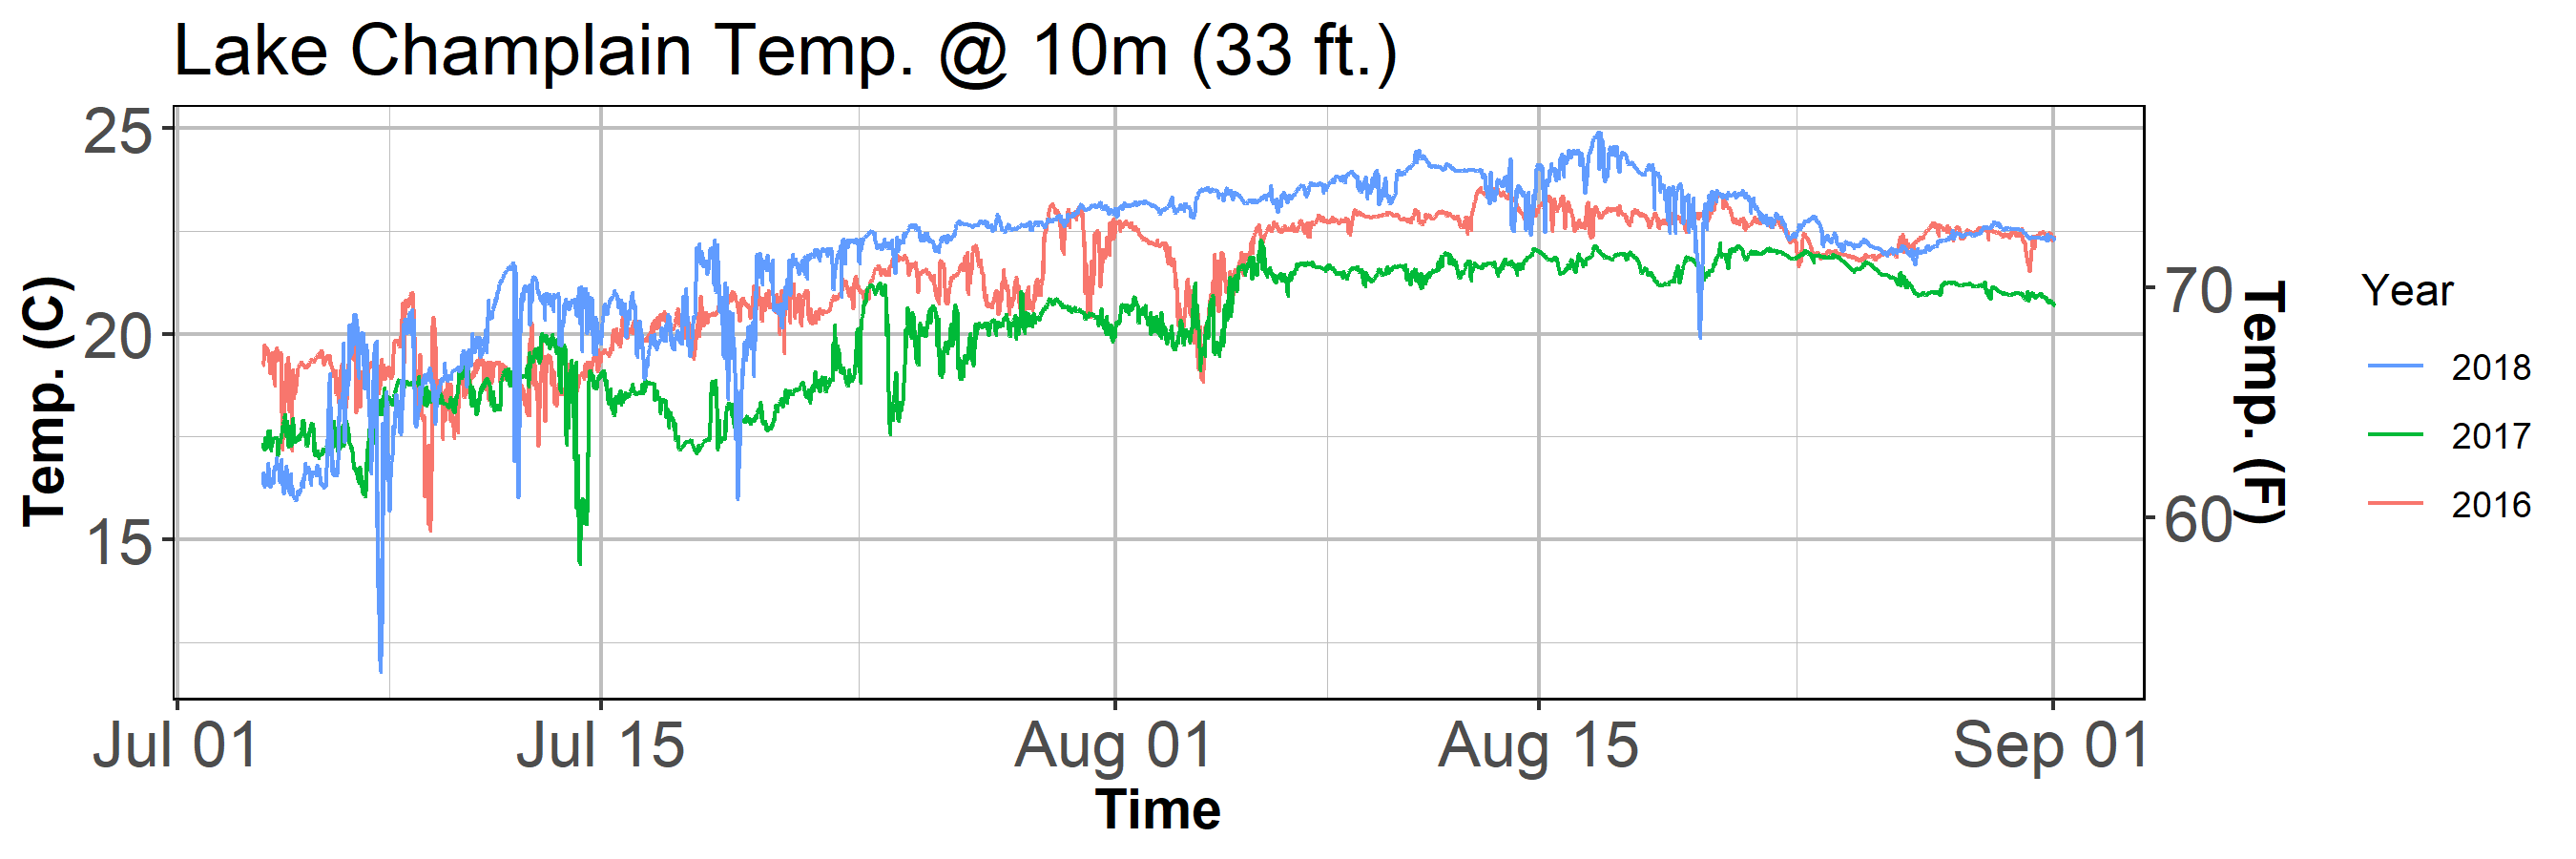 Lake Champlain Temp. @ 10m (33 ft.)
25
20
15
Temp. (C)
70
60
Temp. (F)
Jul 01
Jul 15
Aug 01
Aug 15
Sep 01
Time
Year
2018
2017
2016